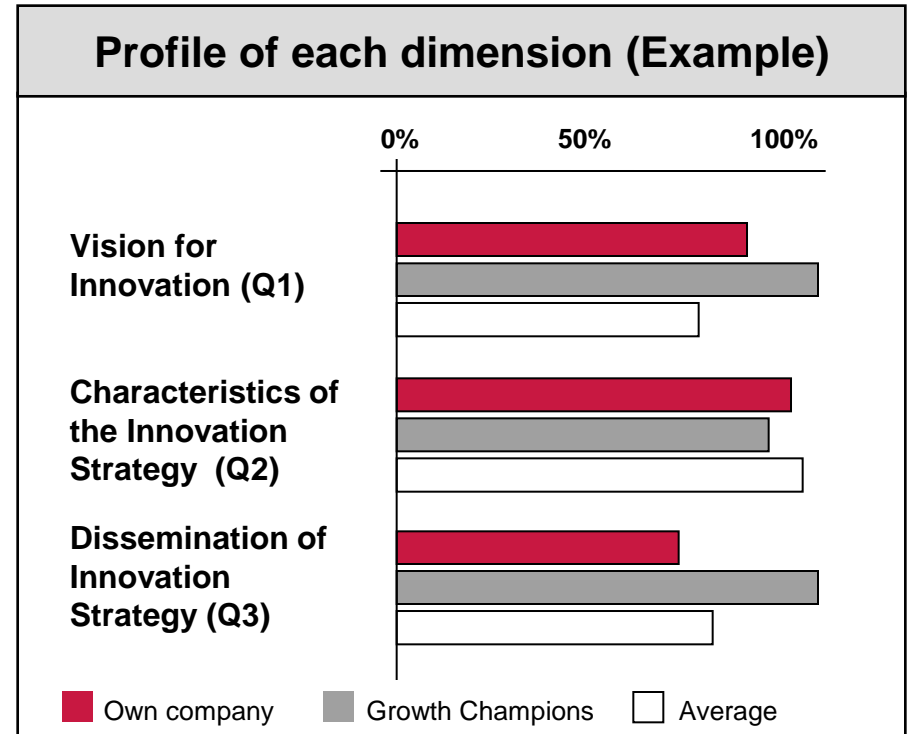 Profile of each dimension (Example)
0% 50% 100%
Vision for
Innovation (Q1)
Characteristics of
the Innovation
Strategy (Q2)
Dissemination of
Innovation
Strategy (Q3)
Own company Growth Champions Average